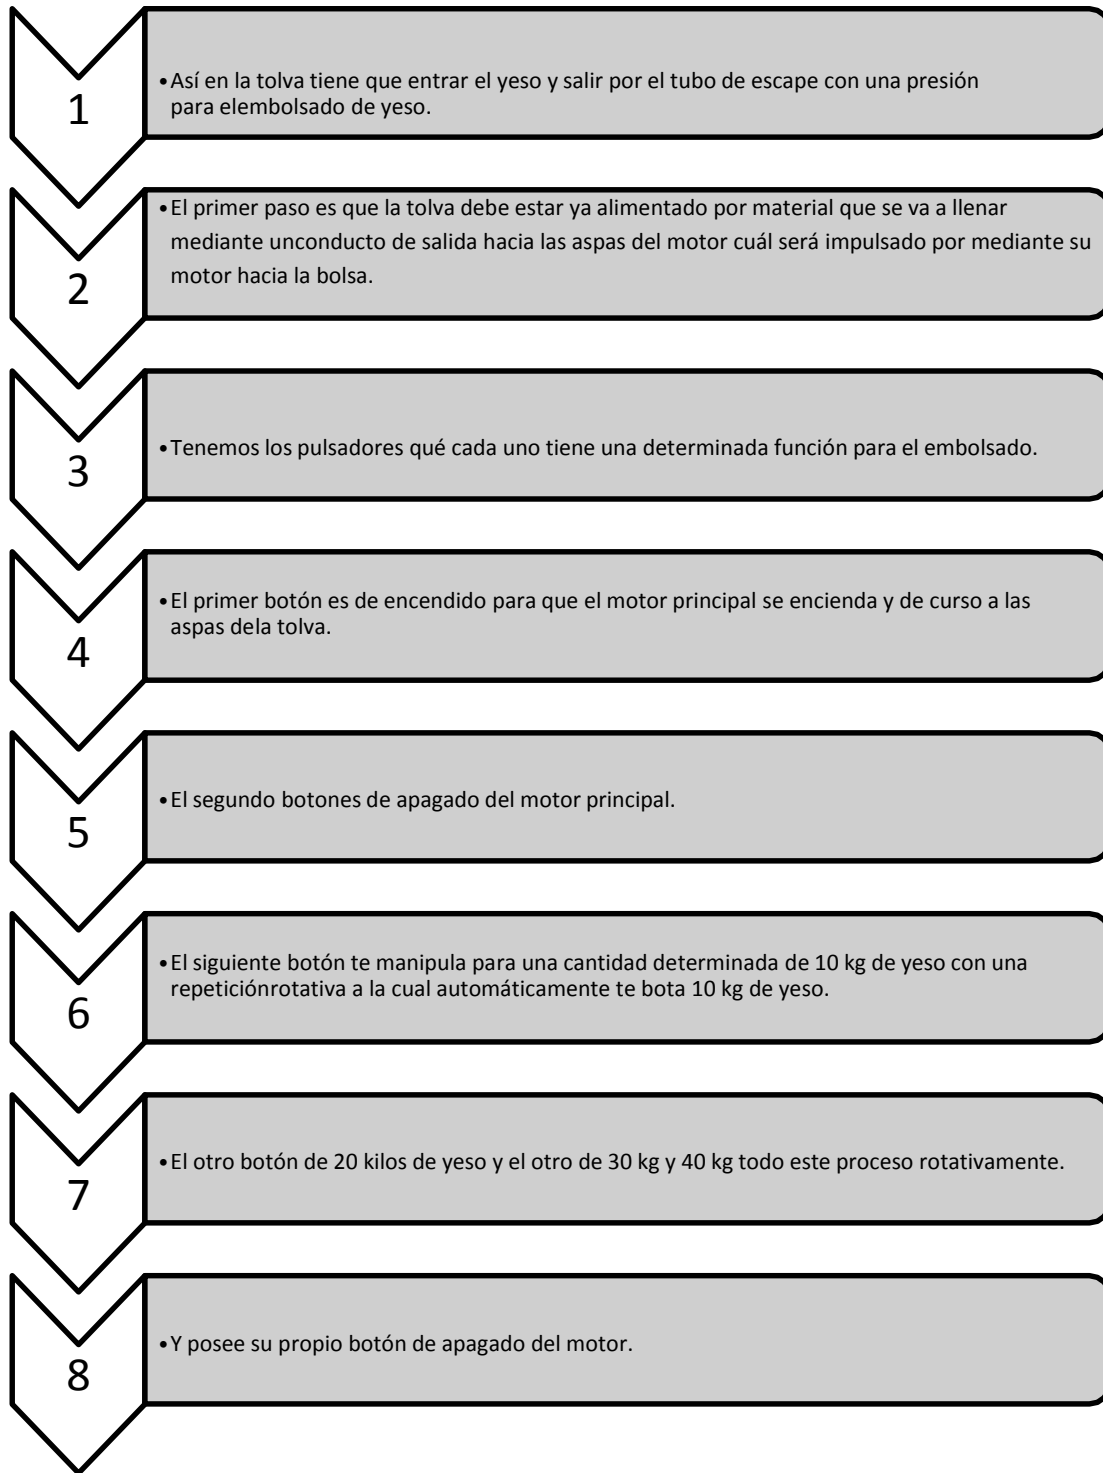 1
•Así en la tolva tiene que entrar el yeso y salir por el tubo de escape con una presión
para elembolsado de yeso.
2
•El primer paso es que la tolva debe estar ya alimentado por material que se va a llenar
mediante unconducto de salida hacia las aspas del motor cuál será impulsado por mediante su
motor hacia la bolsa.
3
•Tenemos los pulsadores qué cada uno tiene una determinada función para el embolsado.
4
•El primer botón es de encendido para que el motor principal se encienda y de curso a las
aspas dela tolva.
5
•El segundo botones de apagado del motor principal.
6
•El siguiente botón te manipula para una cantidad determinada de 10 kg de yeso con una
repeticiónrotativa a la cual automáticamente te bota 10 kg de yeso.
7
•El otro botón de 20 kilos de yeso y el otro de 30 kg y 40 kg todo este proceso rotativamente.
8
•Y posee su propio botón de apagado del motor.